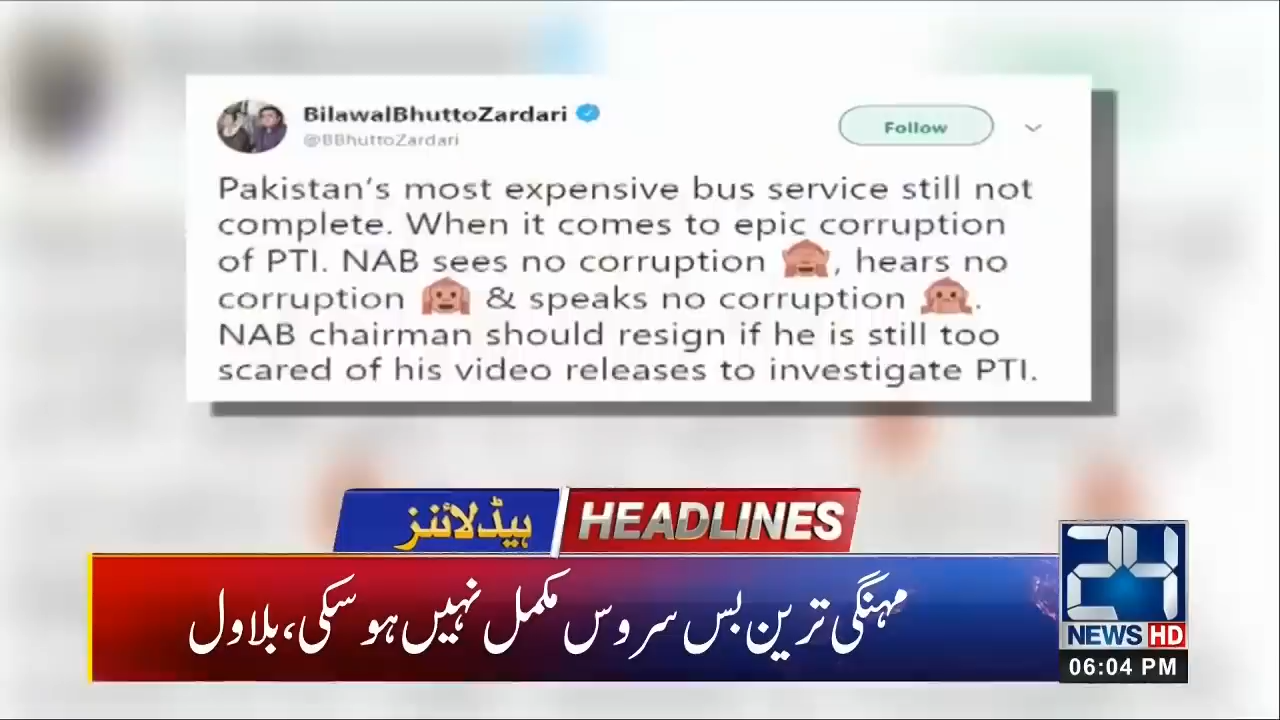 BilawalBhuttoZardari
@BBhuttoZardari
Follow
Pakistan's most expensive bus service still not
complete. When it comes to epic corruption
of PTI. NAB sees no corruption 🙈, hears no
corruption 🙉 & speaks no corruption 🙊.
NAB chairman should resign if he is still too
scared of his video releases to investigate PTI.
ہیڈلائنز HEADLINES
مہنگی ترین بس سروس مکمل نہیں ہوسکی، بلاول
24
NEWS HD
06:04 PM